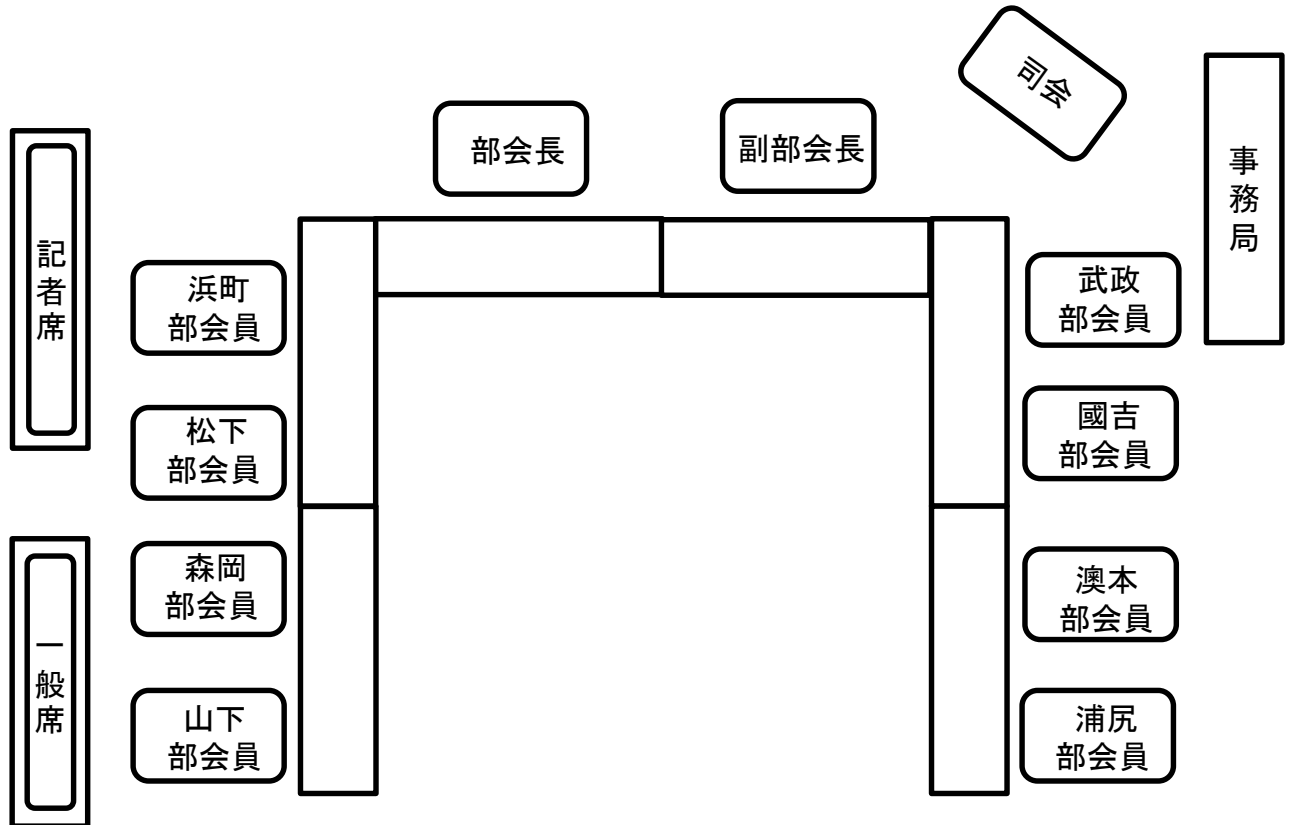 司会
部会長
副部会長
事務局
記者席
浜町
部会員
武政
部会員
松下
部会員
國吉
部会員
森岡
部会員
澳本
部会員
一般席
山下
部会員
浦尻
部会員